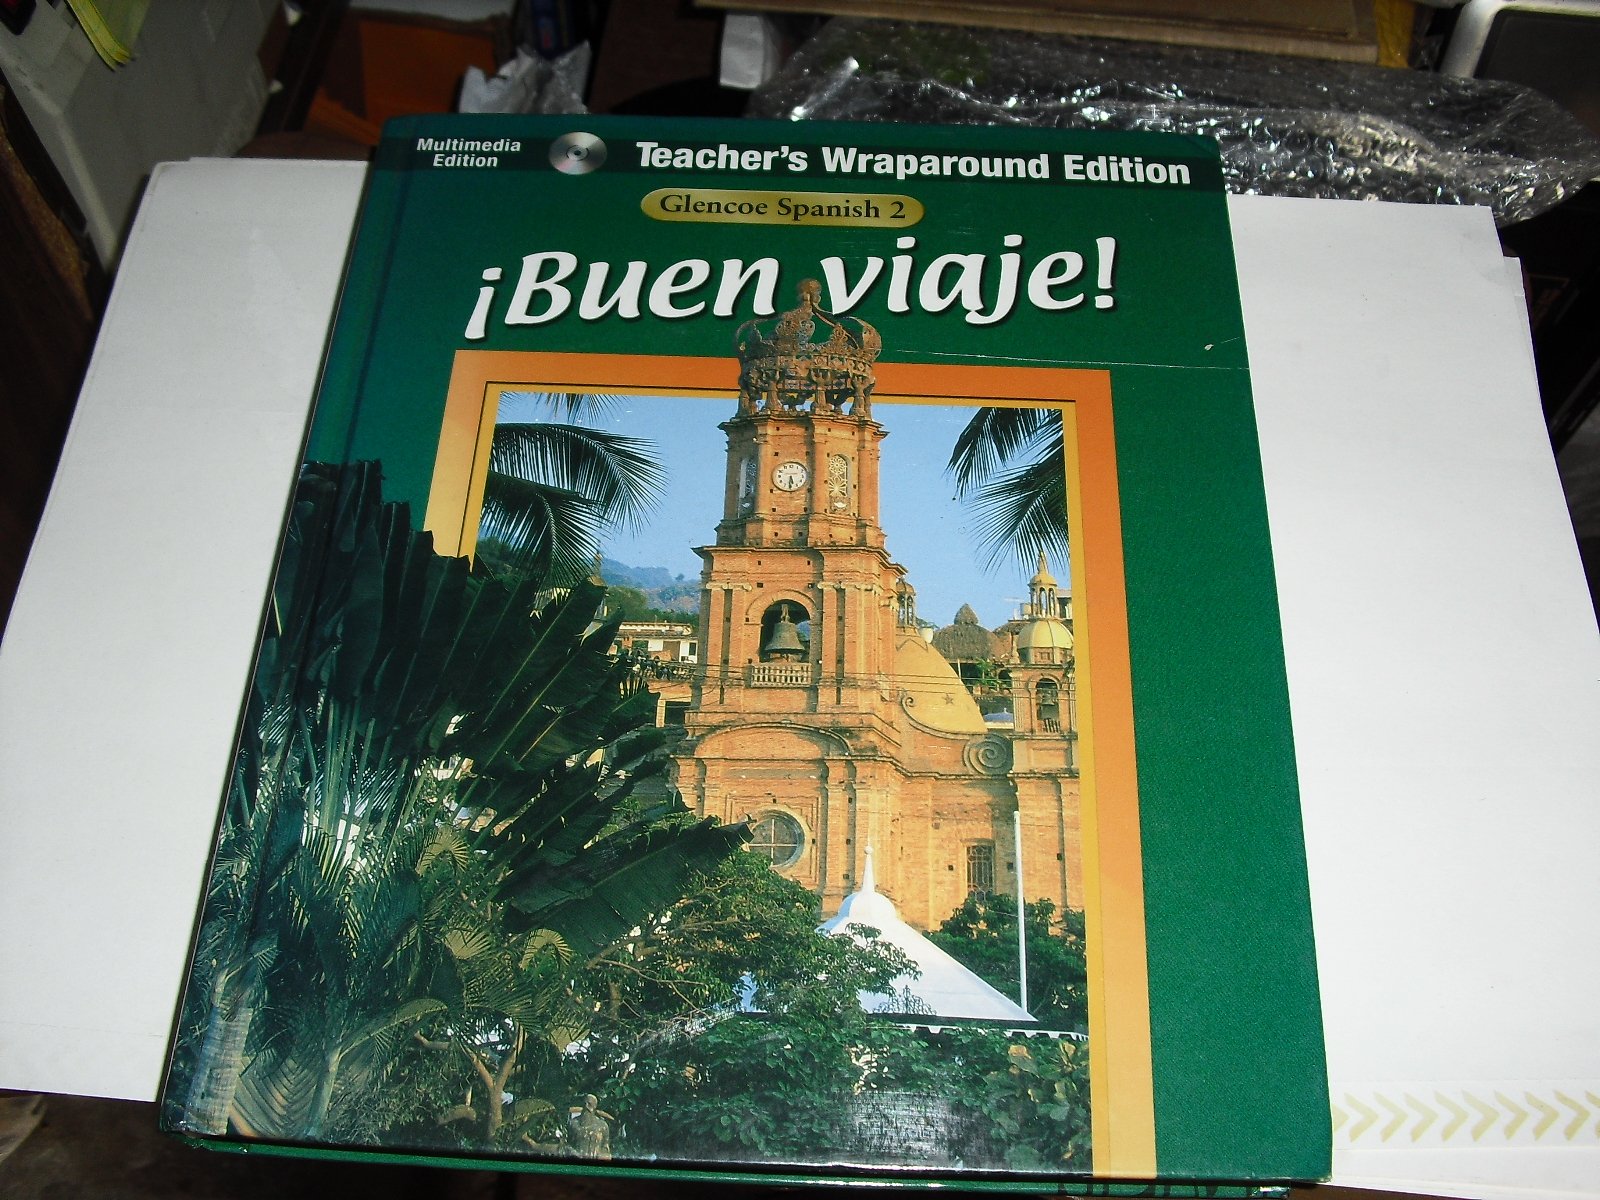 Multimedia
Edition
Teacher's Wraparound Edition
Glencoe Spanish 2
¡Buen viaje!